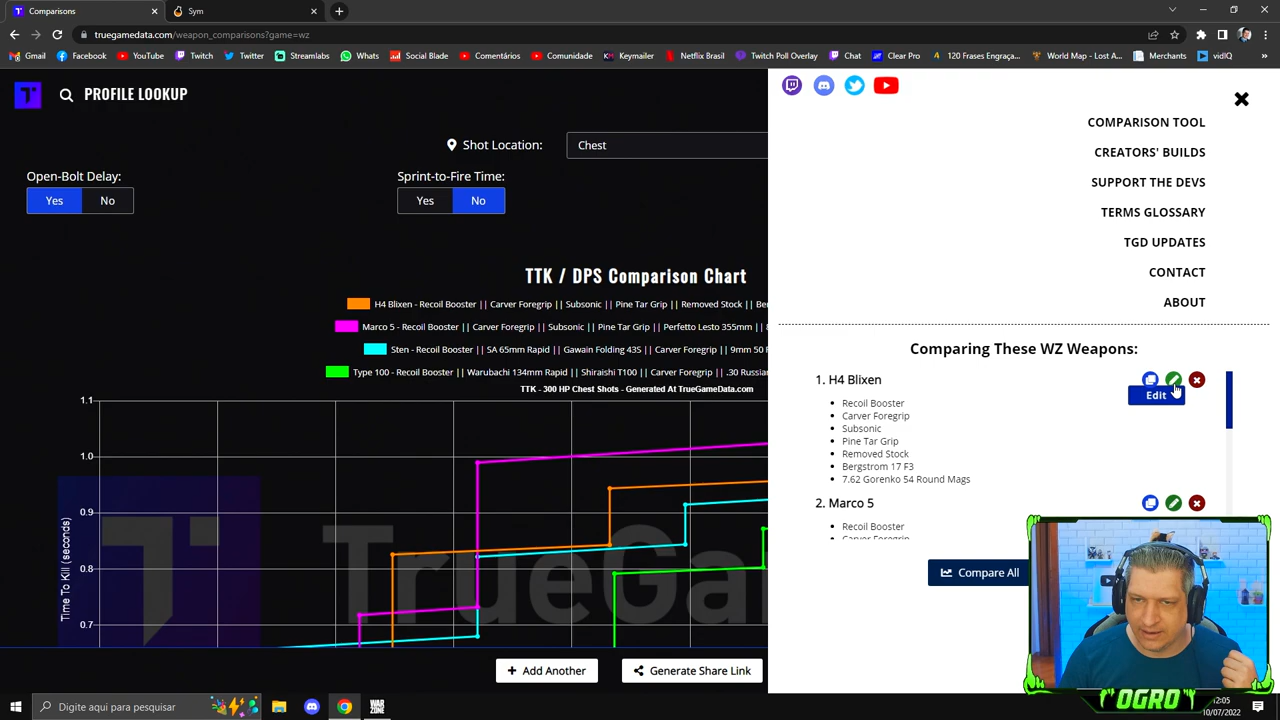 Comparisons
Sym
truegamedata.com/weapon_comparisons?game=wz
Gmail
Facebook
YouTube
Twitch
Twitter
Streamlabs
Whats
Social Blade
Comentários
Comunidade
Keymailer
Netflix Brasil
Twitch Poll Overlay
Chat
Clear Pro
120 Frases Engraça...
World Map - Lost A...
Merchants
vidIQ
PROFILE LOOKUP
Shot Location:
Chest
Open-Bolt Delay:
Yes No
Sprint-to-Fire Time:
Yes No
TTK / DPS Comparison Chart
H4 Blixen - Recoil Booster || Carver Foregrip || Subsonic || Pine Tar Grip || Removed Stock || Ber
Marco 5 - Recoil Booster || Carver Foregrip || Subsonic || Pine Tar Grip || Perfetto Lesto 355mm || 8
Sten - Recoil Booster || SA 65mm Rapid || Gawain Folding 43S || Carver Foregrip || 9mm 50 R
Type 100 - Recoil Booster || Warubachi 134mm Rapid || Shiraishi T100 || Carver Foregrip || .30 Russian
TTK - 300 HP Chest Shots - Generated At TrueGameData.com
1.1
1.0
0.9
0.8
0.7
Time To Kill (seconds)
TrueGame
Add Another
Generate Share Link
COMPARISON TOOL
CREATORS' BUILDS
SUPPORT THE DEVS
TERMS GLOSSARY
TGD UPDATES
CONTACT
ABOUT
Comparing These WZ Weapons:
1. H4 Blixen
Edit
Recoil Booster
Carver Foregrip
Subsonic
Pine Tar Grip
Removed Stock
Bergstrom 17 F3
7.62 Gorenko 54 Round Mags
2. Marco 5
Recoil Booster
Carver Foregrip
Compare All
OGRO
Digite aqui para pesquisar
WAR ZONE
12:05
10/07/2022